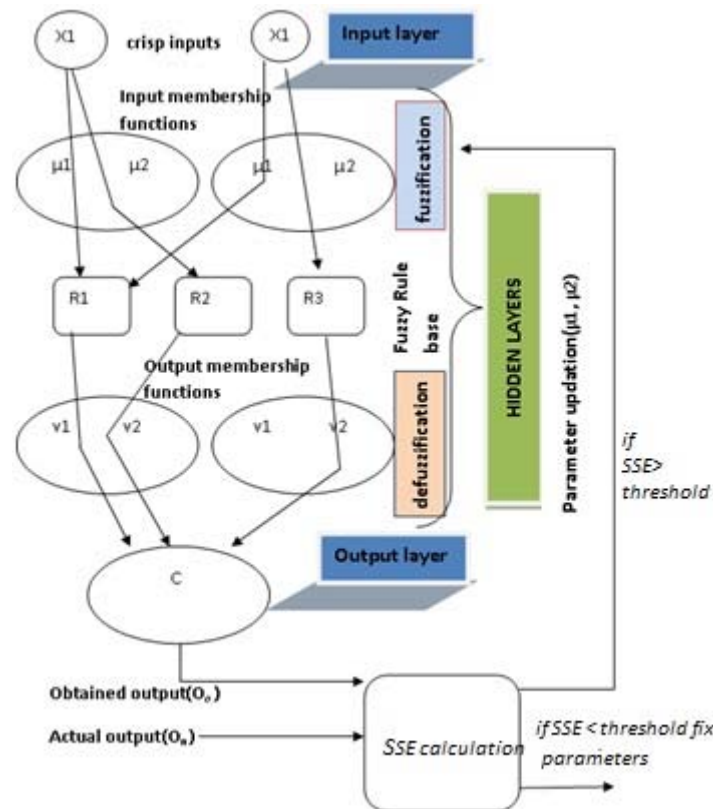 X1
crisp inputs
X1
Input layer
Input membership
functions
µ1
µ2
µ1
µ2
fuzzification
R1
R2
R3
Fuzzy Rule
base
HIDDEN LAYERS
Parameter updation(µ1, µ2)
if
SSE>
threshold
Output membership
functions
v1
v2
v1
v2
defuzzification
C
Output layer
Obtained output(Oₒ)
Actual output(Oₐ)
SSE calculation
if SSE < threshold fix
parameters